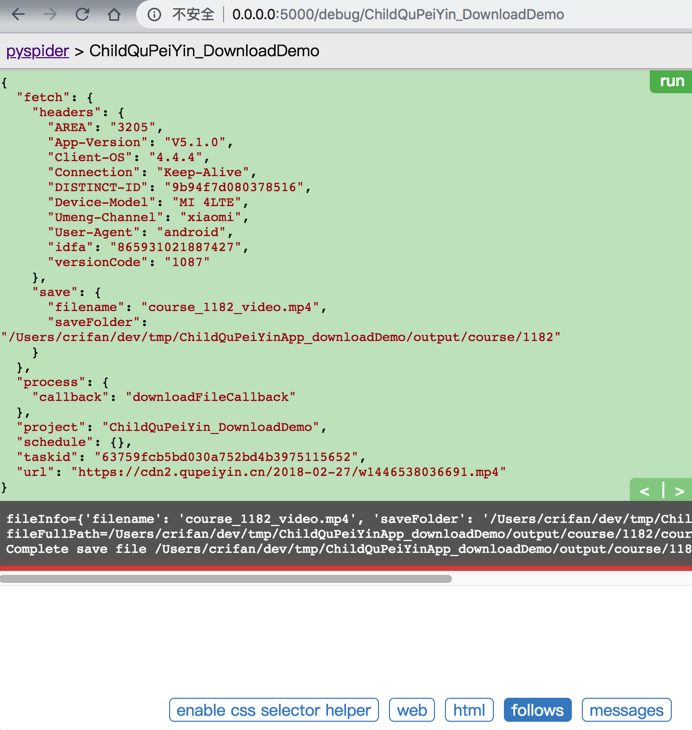 不安全 0.0.0.0:5000/debug/ChildQuPeiYin_DownloadDemo
pyspider > ChildQuPeiYin_DownloadDemo
run
{
"fetch": {
"headers": {
"AREA": "3205",
"App-Version": "V5.1.0",
"Client-OS": "4.4.4",
"Connection": "Keep-Alive",
"DISTINCT-ID": "9b94f7d080378516",
"Device-Model": "MI 4LTE",
"Umeng-Channel": "xiaomi",
"User-Agent": "android",
"idfa": "865931021887427",
"versionCode": "1087"
},
"save": {
"filename": "course_1182_video.mp4",
"saveFolder":
"/Users/crifan/dev/tmp/ChildQuPeiYinApp_downloadDemo/output/course/1182"
}
},
"process": {
"callback": "downloadFileCallback"
},
"project": "ChildQuPeiYin_DownloadDemo",
"schedule": {},
"taskid": "63759fcb5bd030a752bd4b3975115652",
"url": "https://cdn2.qupeiyin.cn/2018-02-27/w1446538036691.mp4"
}
< | >
fileInfo={'filename': 'course_1182_video.mp4', 'saveFolder': '/Users/crifan/dev/tmp/Chil
fileFullPath=/Users/crifan/dev/tmp/ChildQuPeiYinApp_downloadDemo/output/course/1182/cour
Complete save file /Users/crifan/dev/tmp/ChildQuPeiYinApp_downloadDemo/output/course/118
enable css selector helper web html follows messages